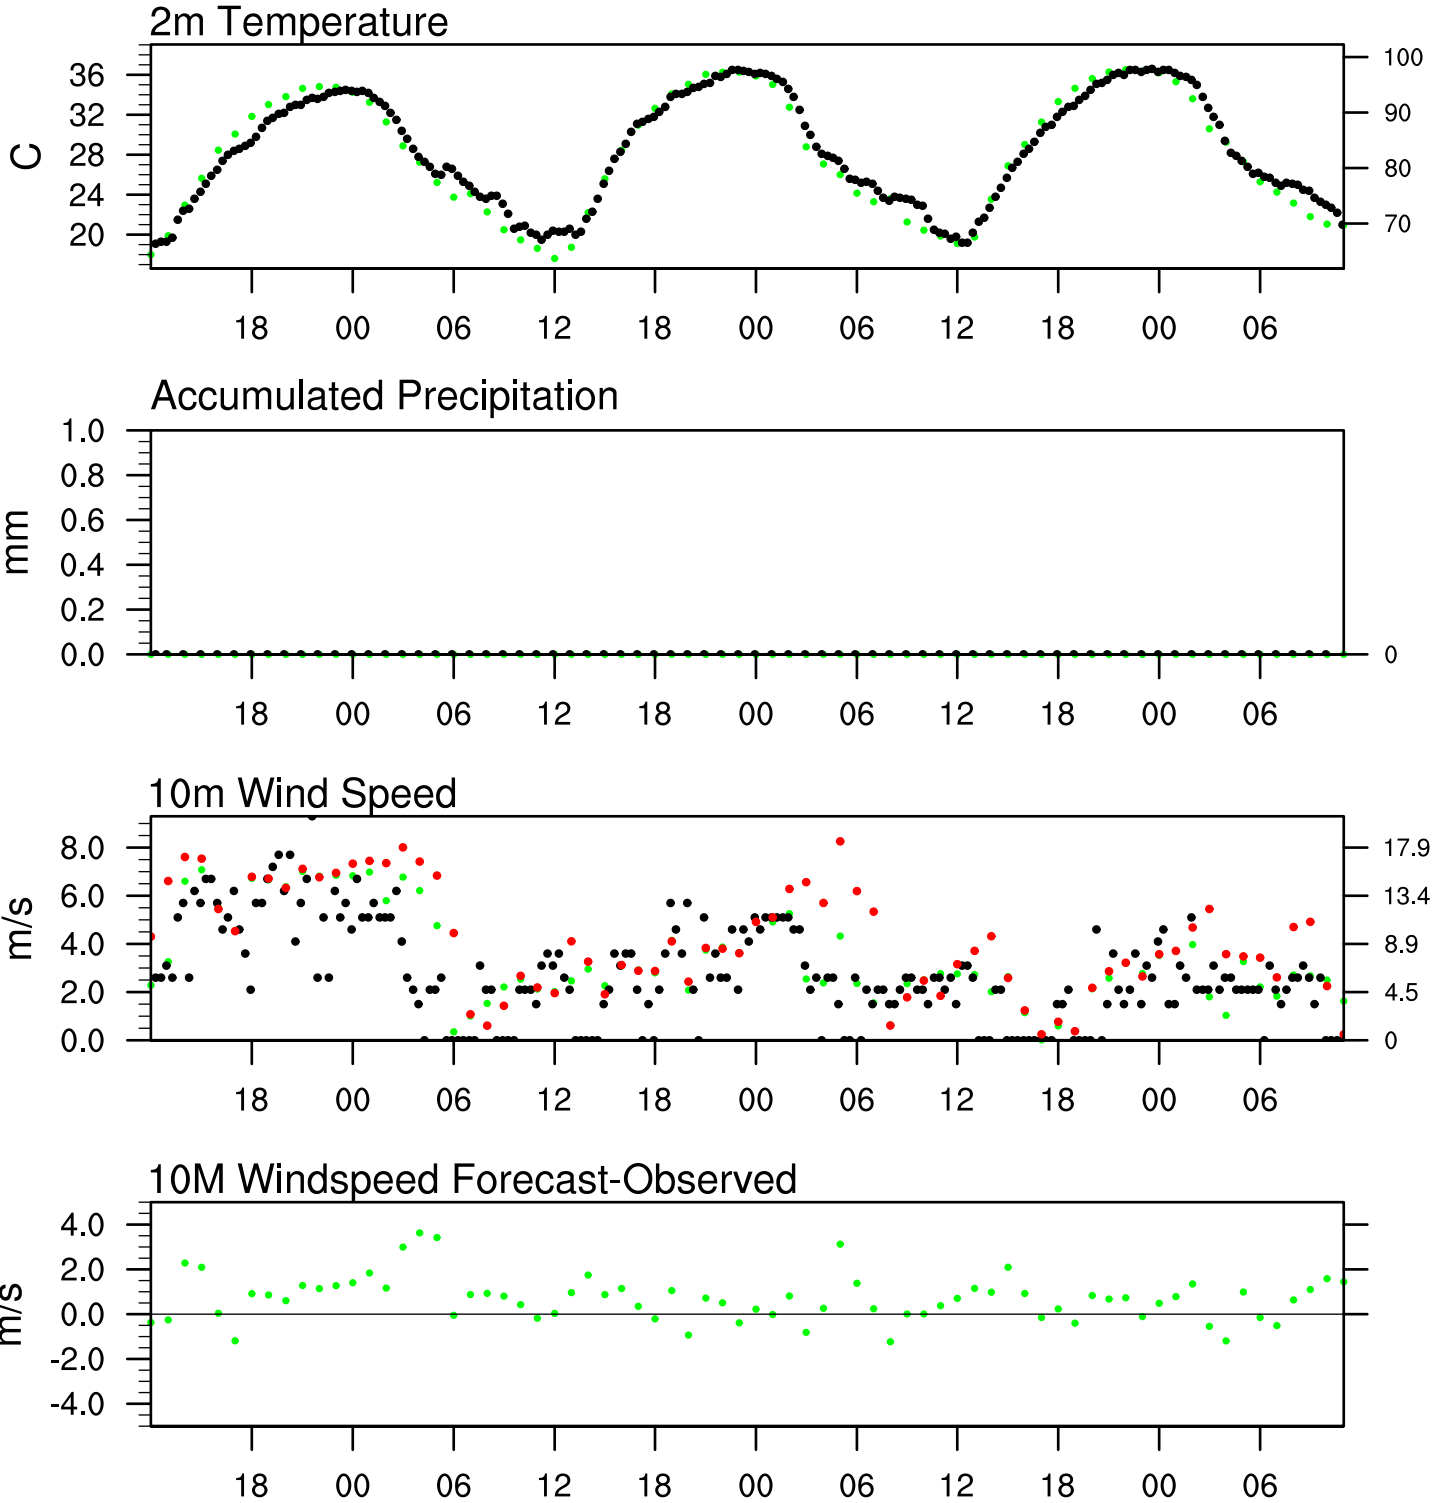 2m Temperature
C
36
32
28
24
20
100
90
80
70
18 00 06 12 18 00 06 12 18 00 06
Accumulated Precipitation
mm
1.0
0.8
0.6
0.4
0.2
0.0
0
18 00 06 12 18 00 06 12 18 00 06
10m Wind Speed
m/s
8.0
6.0
4.0
2.0
0.0
17.9
13.4
8.9
4.5
0
18 00 06 12 18 00 06 12 18 00 06
10M Windspeed Forecast-Observed
m/s
4.0
2.0
0.0
-2.0
-4.0
18 00 06 12 18 00 06 12 18 00 06